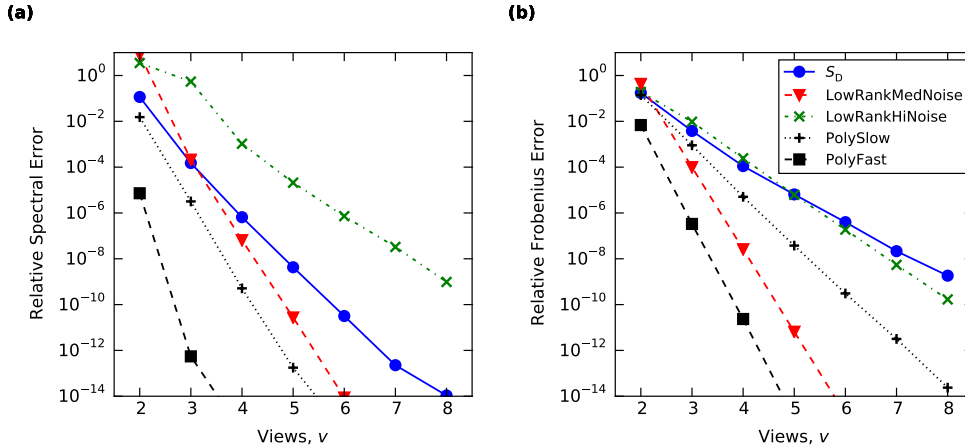 (a)
(b)
Relative Spectral Error
10^0
10^-2
10^-4
10^-6
10^-8
10^-10
10^-12
10^-14
2 3 4 5 6 7 8
Views, v
Relative Frobenius Error
10^0
10^-2
10^-4
10^-6
10^-8
10^-10
10^-12
10^-14
2 3 4 5 6 7 8
Views, v
S_D
LowRankMedNoise
LowRankHiNoise
PolySlow
PolyFast